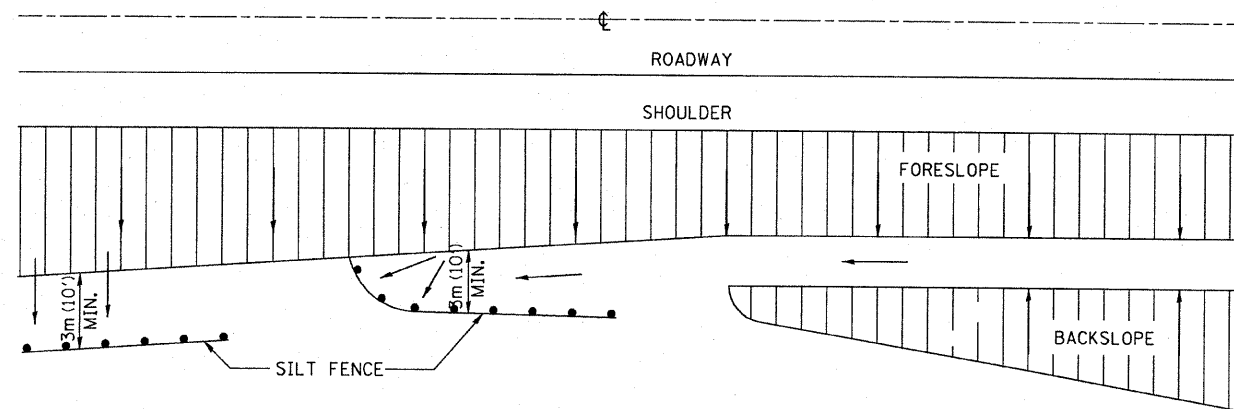 ℄
ROADWAY
SHOULDER
FORESLOPE
3m (10')
MIN.
3m (10')
MIN.
BACKSLOPE
SILT FENCE